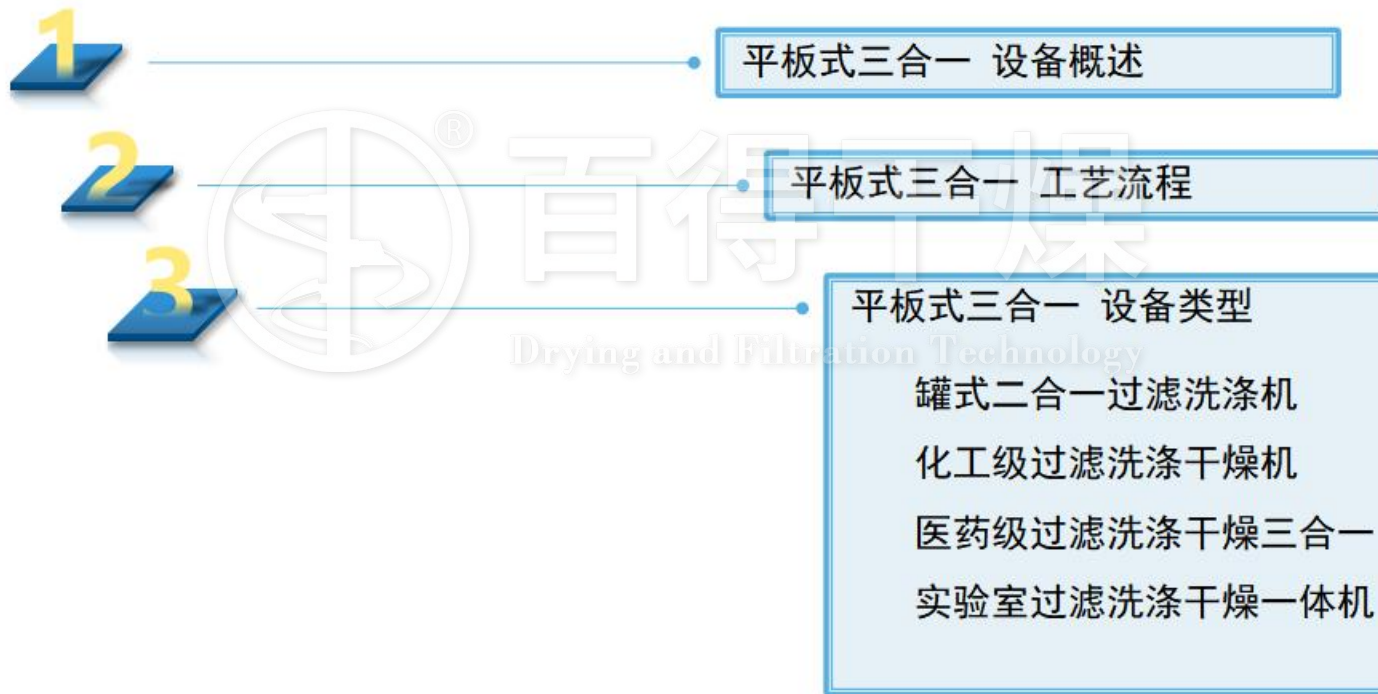 1
平板式三合一 设备概述
®
百得干燥
2
平板式三合一 工艺流程
3
平板式三合一 设备类型
Drying and Filtration Technology
罐式二合一过滤洗涤机
化工级过滤洗涤干燥机
医药级过滤洗涤干燥三合一
实验室过滤洗涤干燥一体机